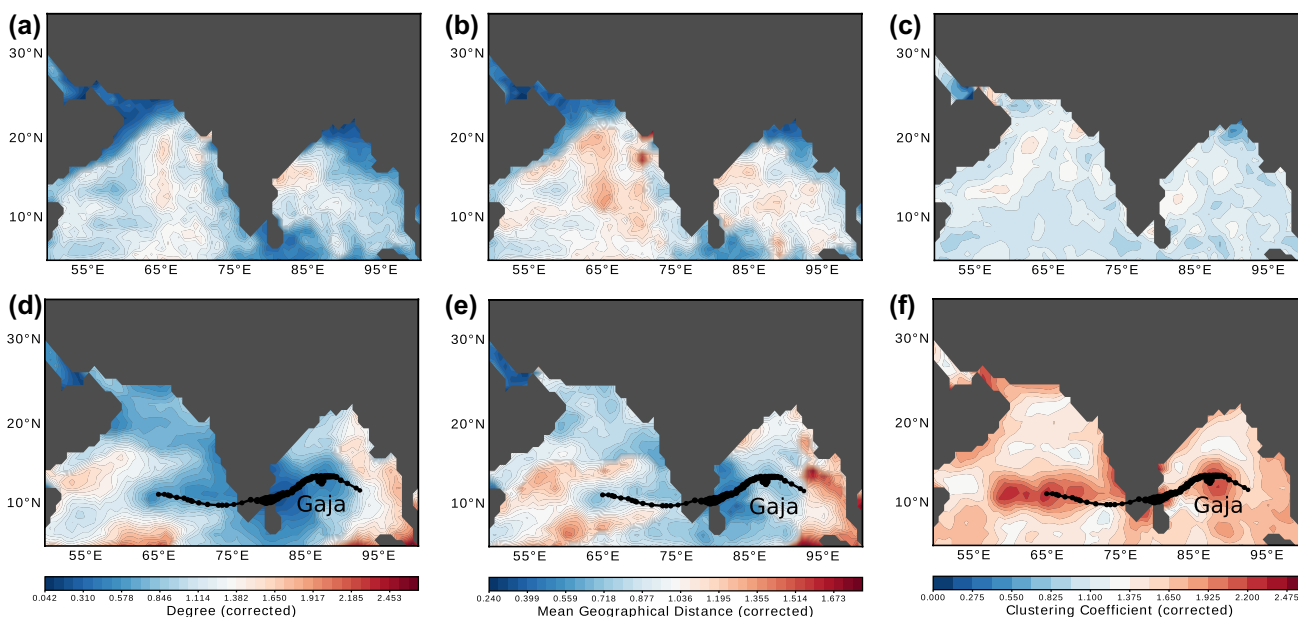 (a) (b) (c)
30°N 30°N 30°N
20°N 20°N 20°N
10°N 10°N 10°N
55°E 65°E 75°E 85°E 95°E 55°E 65°E 75°E 85°E 95°E 55°E 65°E 75°E 85°E 95°E
(d) (e) (f)
30°N 30°N 30°N
20°N 20°N 20°N
10°N 10°N 10°N
Gaja Gaja Gaja
55°E 65°E 75°E 85°E 95°E 55°E 65°E 75°E 85°E 95°E 55°E 65°E 75°E 85°E 95°E
0.042 0.310 0.578 0.846 1.114 1.382 1.650 1.917 2.185 2.453 0.240 0.399 0.559 0.718 0.877 1.036 1.195 1.355 1.514 1.673 0.000 0.275 0.550 0.825 1.100 1.375 1.650 1.925 2.200 2.475
Degree (corrected) Mean Geographical Distance (corrected) Clustering Coefficient (corrected)